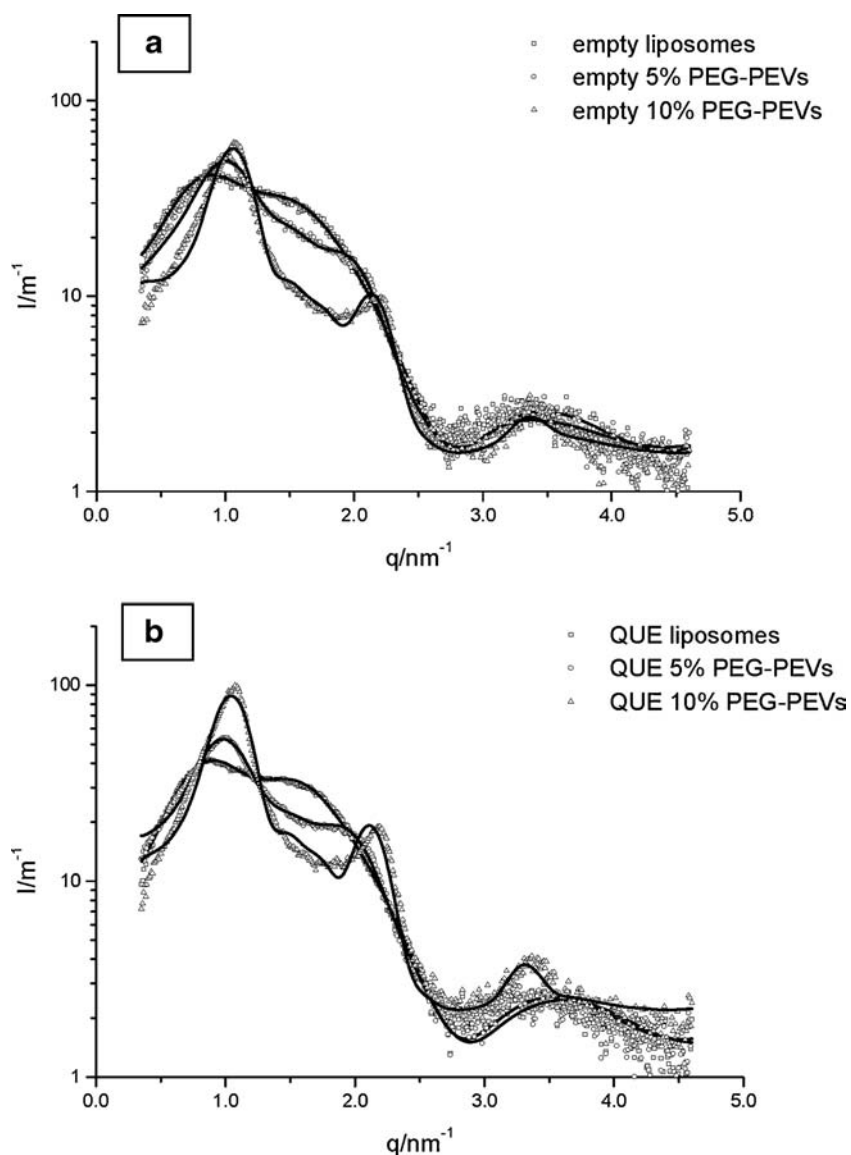 a
empty liposomes
empty 5% PEG-PEVs
empty 10% PEG-PEVs
100
10
1
I/m⁻¹
0.0 1.0 2.0 3.0 4.0 5.0
q/nm⁻¹
b
QUE liposomes
QUE 5% PEG-PEVs
QUE 10% PEG-PEVs
100
10
1
I/m⁻¹
0.0 1.0 2.0 3.0 4.0 5.0
q/nm⁻¹